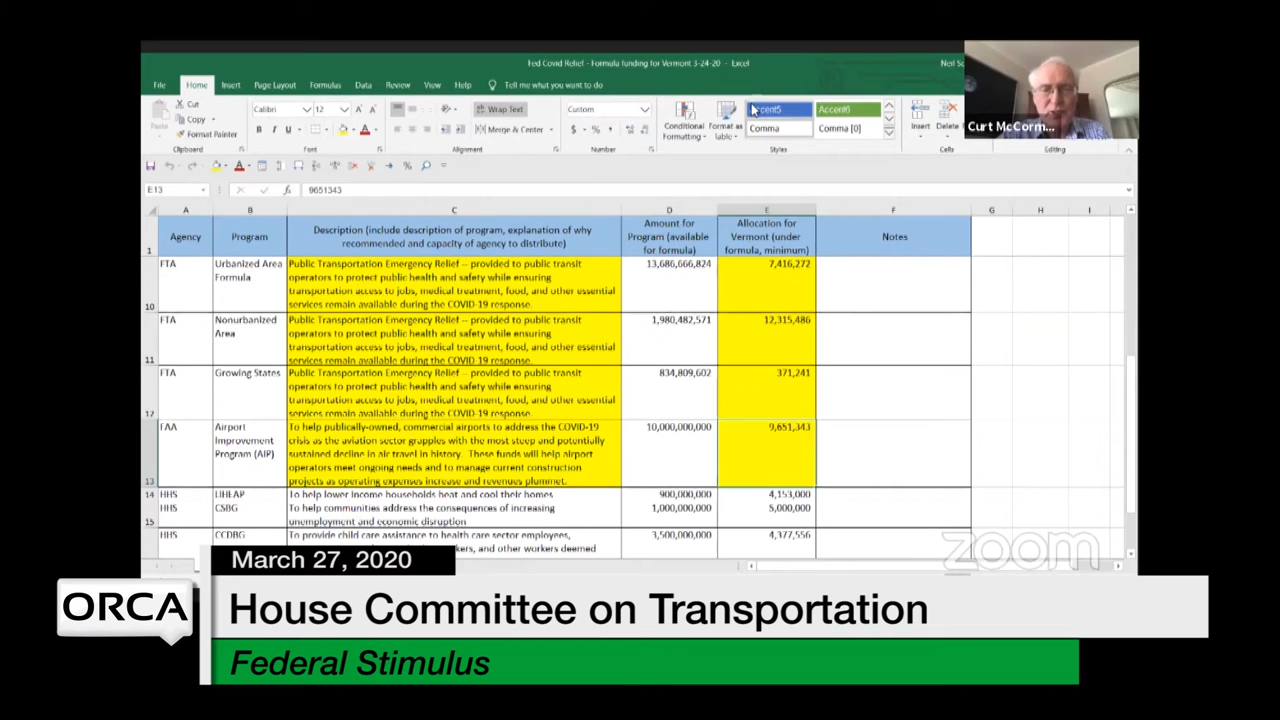 Fed Covid Relief - Formula funding for Vermont 3-24-20 - Excel
File Home Insert Page Layout Formulas Data Review View Help Tell me what you want to do
Cut
Copy
Format Painter
Paste
Clipboard
Calibri 12
B I U
Wrap Text
Merge & Center
Alignment
Custom
$ %
Number
Conditional Formatting
Format as Table
Accent5 Accent6
Comma Comma [0]
Styles
Insert Delete
Cells
Editing
Curt McCorm...
E13 fx 9651343
A B C D E F G H I
1 Agency Program Description (include description of program, explanation of why recommended and capacity of agency to distribute) Amount for Program (available for formula) Allocation for Vermont (under formula, minimum) Notes
10 FTA Urbanized Area Formula Public Transportation Emergency Relief -- provided to public transit 13,686,666,824 7,416,272
operators to protect public health and safety while ensuring
transportation access to jobs, medical treatment, food, and other essential
services remain available during the COVID-19 response.
11 FTA Nonurbanized Area Public Transportation Emergency Relief -- provided to public transit 1,980,482,571 12,315,486
operators to protect public health and safety while ensuring
transportation access to jobs, medical treatment, food, and other essential
services remain available during the COVID-19 response.
12 FTA Growing States Public Transportation Emergency Relief -- provided to public transit 834,809,602 371,241
operators to protect public health and safety while ensuring
transportation access to jobs, medical treatment, food, and other essential
services remain available during the COVID-19 response.
13 FAA Airport Improvement Program (AIP) To help publically-owned, commercial airports to address the COVID-19 10,000,000,000 9,651,343
crisis as the aviation sector grapples with the most steep and potentially
sustained decline in air travel in history. These funds will help airport
operators meet ongoing needs and to manage current construction
projects as operating expenses increase and revenues plummet.
14 HHS LIHEAP To help lower income households heat and cool their homes 900,000,000 4,153,000
15 HHS CSBG To help communities address the consequences of increasing 1,000,000,000 5,000,000
unemployment and economic disruption
HHS CCDBG To provide child care assistance to health care sector employees, 3,500,000,000 4,377,556
and other workers deemed
zoom
March 27, 2020
ORCA
House Committee on Transportation
Federal Stimulus